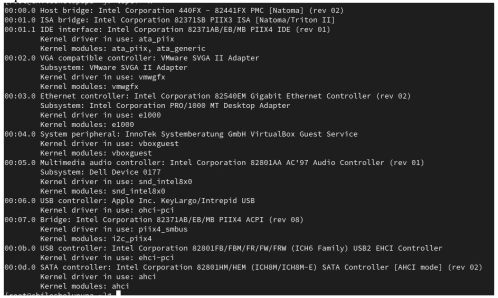 00:00.0 Host bridge: Intel Corporation 440FX - 82441FX PMC [Natoma] (rev 02)
00:01.0 ISA bridge: Intel Corporation 82371SB PIIX3 ISA [Natoma/Triton II]
00:01.1 IDE interface: Intel Corporation 82371AB/EB/MB PIIX4 IDE (rev 01)
Kernel driver in use: ata_piix
Kernel modules: ata_piix, ata_generic
00:02.0 VGA compatible controller: VMware SVGA II Adapter
Subsystem: VMware SVGA II Adapter
Kernel driver in use: vmwgfx
Kernel modules: vmwgfx
00:03.0 Ethernet controller: Intel Corporation 82540EM Gigabit Ethernet Controller (rev 02)
Subsystem: Intel Corporation PRO/1000 MT Desktop Adapter
Kernel driver in use: e1000
Kernel modules: e1000
00:04.0 System peripheral: InnoTek Systemberatung GmbH VirtualBox Guest Service
Kernel driver in use: vboxguest
Kernel modules: vboxguest
00:05.0 Multimedia audio controller: Intel Corporation 82801AA AC'97 Audio Controller (rev 01)
Subsystem: Dell Device 0177
Kernel driver in use: snd_intel8x0
Kernel modules: snd_intel8x0
00:06.0 USB controller: Apple Inc. KeyLargo/Intrepid USB
Kernel driver in use: ohci-pci
00:07.0 Bridge: Intel Corporation 82371AB/EB/MB PIIX4 ACPI (rev 08)
Kernel driver in use: piix4_smbus
Kernel modules: i2c_piix4
00:0b.0 USB controller: Intel Corporation 82801FB/FBM/FR/FW/FRW (ICH6 Family) USB2 EHCI Controller
Kernel driver in use: ehci-pci
00:0d.0 SATA controller: Intel Corporation 82801HM/HEM (ICH8M/ICH8M-E) SATA Controller [AHCI mode] (rev 02)
Kernel driver in use: ahci
Kernel modules: ahci